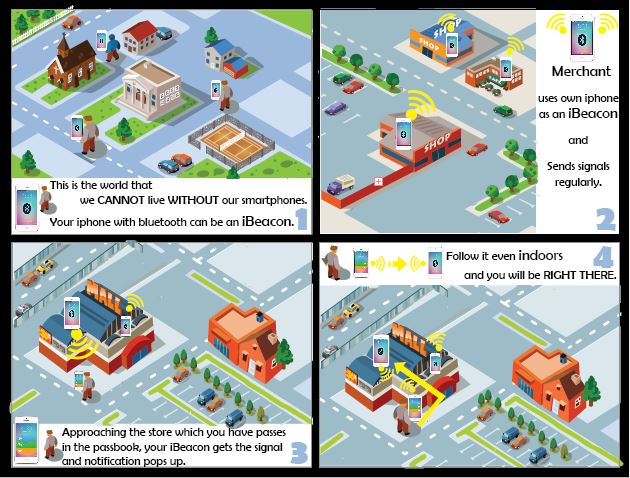 This is the world that
we CANNOT live WITHOUT our smartphones.
Your iphone with bluetooth can be an iBeacon.
1
SHOP
SHOP
Merchant
uses own iphone
as an iBeacon
and
Sends signals
regularly.
2
MALL
Approaching the store which you have passes
in the passbook, your iBeacon gets the signal
and notification pops up.
3
Follow it even indoors
and you will be RIGHT THERE.
4
MALL